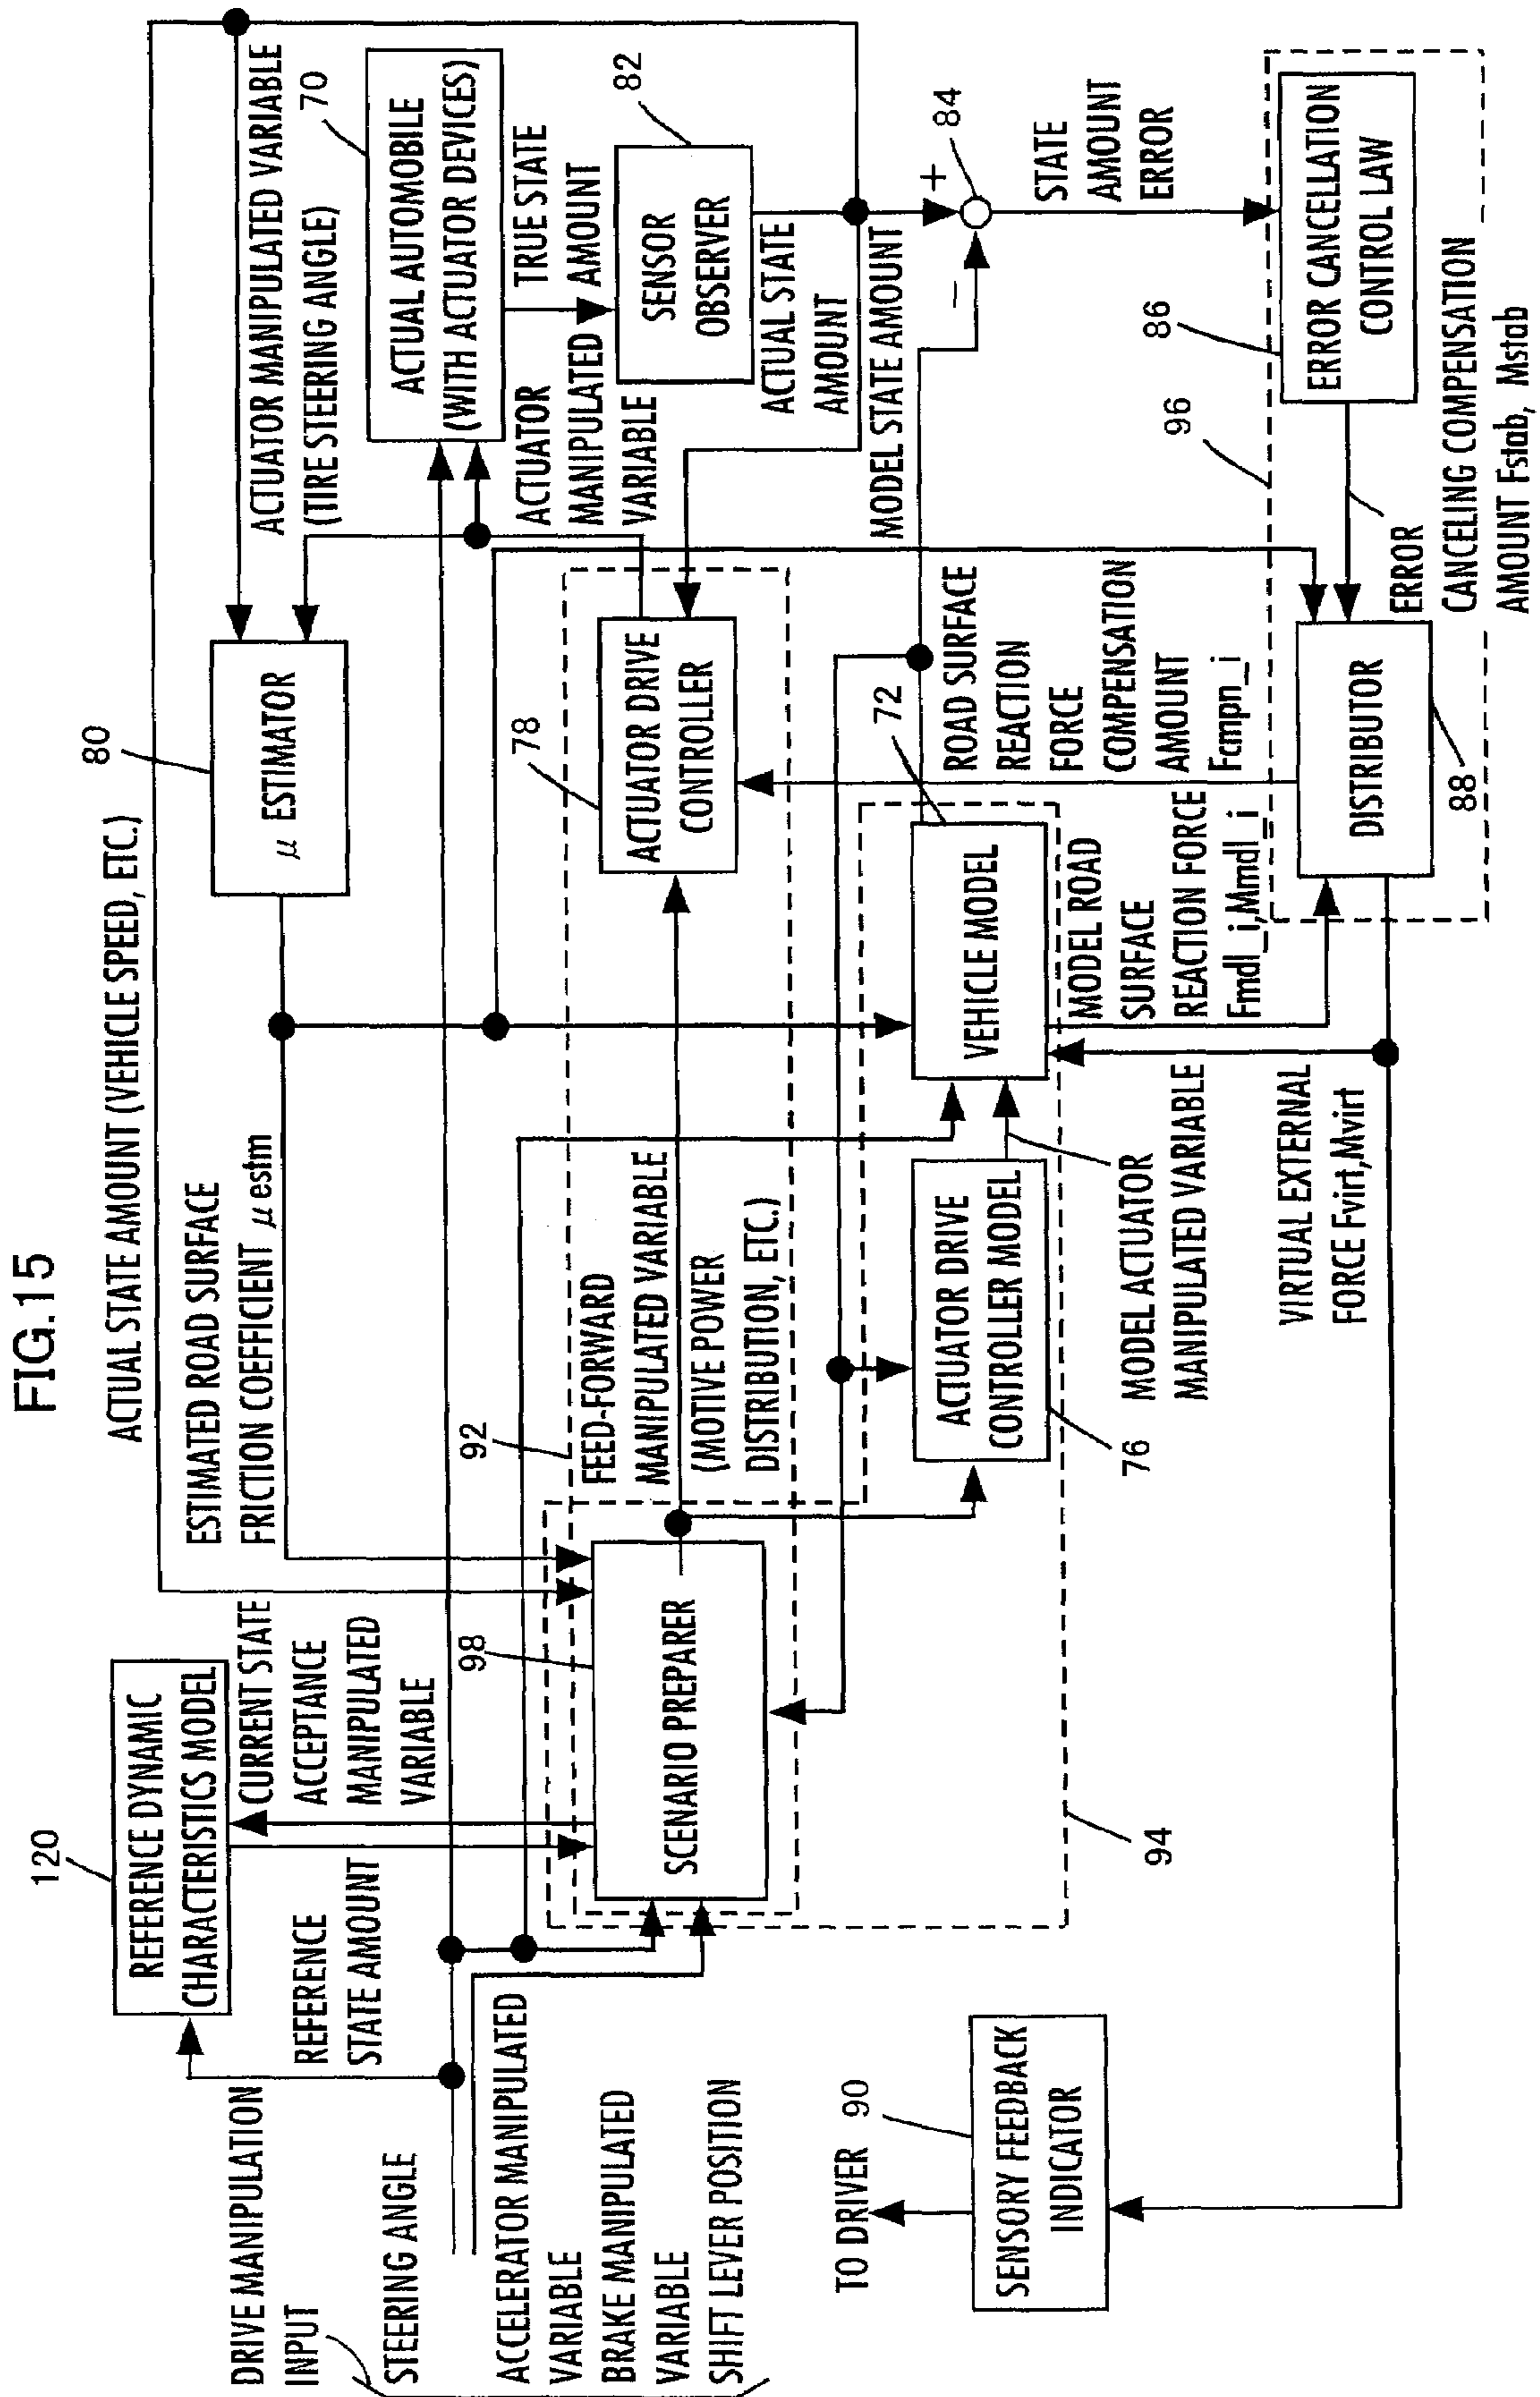 FIG.15
120
REFERENCE DYNAMIC
CHARACTERISTICS MODEL
DRIVE MANIPULATION
INPUT
STEERING ANGLE
ACCELERATOR MANIPULATED
VARIABLE
BRAKE MANIPULATED
VARIABLE
SHIFT LEVER POSITION
REFERENCE
STATE AMOUNT
CURRENT STATE
ACCEPTANCE
MANIPULATED
VARIABLE
98
SCENARIO PREPARER
ACTUAL STATE AMOUNT (VEHICLE SPEED, ETC.)
ESTIMATED ROAD SURFACE
FRICTION COEFFICIENT μestm
80
μ ESTIMATOR
ACTUATOR MANIPULATED VARIABLE
(TIRE STEERING ANGLE)
70
ACTUAL AUTOMOBILE
(WITH ACTUATOR DEVICES)
92
FEED-FORWARD
MANIPULATED VARIABLE
(MOTIVE POWER
DISTRIBUTION, ETC.)
78
ACTUATOR DRIVE
CONTROLLER
ACTUATOR
MANIPULATED
VARIABLE
TRUE STATE
AMOUNT
82
SENSOR
OBSERVER
ACTUAL STATE
AMOUNT
MODEL STATE AMOUNT
+
−
84
STATE
AMOUNT
ERROR
94
ACTUATOR DRIVE
CONTROLLER MODEL
76
MODEL ACTUATOR
MANIPULATED VARIABLE
72
VEHICLE MODEL
MODEL ROAD
SURFACE
REACTION FORCE
Fmdl_i,Mmdl_i
ROAD SURFACE
REACTION
FORCE
COMPENSATION
AMOUNT
Fcmpn_i
96
86
ERROR CANCELLATION
CONTROL LAW
ERROR
CANCELING COMPENSATION
AMOUNT Fstab, Mstab
DISTRIBUTOR
88
VIRTUAL EXTERNAL
FORCE Fvirt,Mvirt
TO DRIVER
90
SENSORY FEEDBACK
INDICATOR